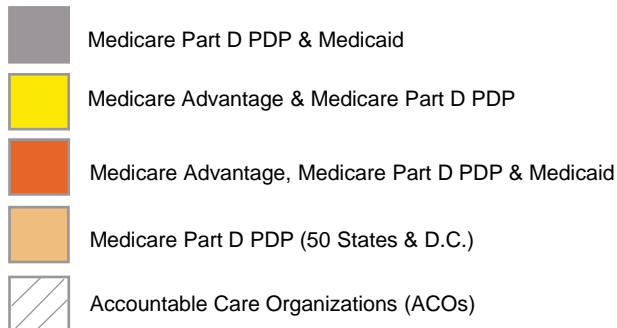 Medicare Part D PDP & Medicaid
Medicare Advantage & Medicare Part D PDP
Medicare Advantage, Medicare Part D PDP & Medicaid
Medicare Part D PDP (50 States & D.C.)
Accountable Care Organizations (ACOs)